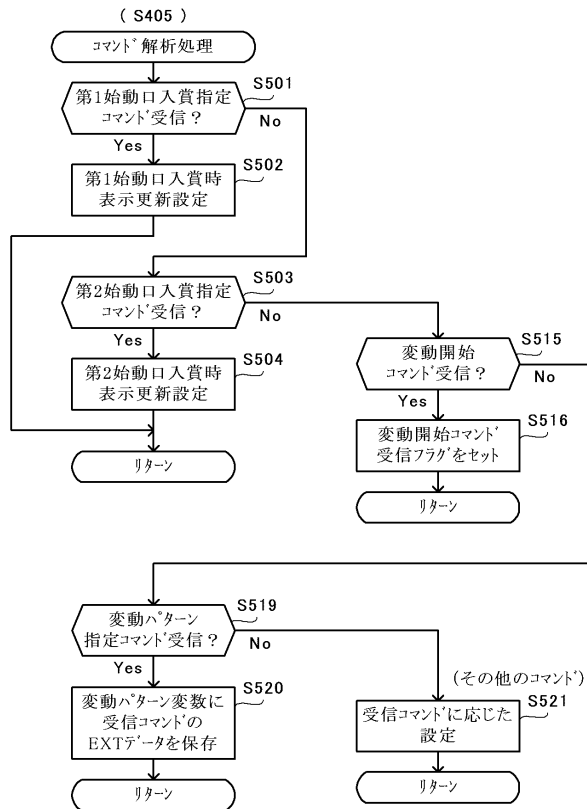 ( S405 )
コマンド解析処理
S501
第1始動口入賞指定
コマンド受信?
No
Yes
S502
第1始動口入賞時
表示更新設定
S503
第2始動口入賞指定
コマンド受信?
No
Yes
S504
第2始動口入賞時
表示更新設定
リターン
S515
変動開始
コマンド受信?
No
Yes
S516
変動開始コマンド
受信フラグをセット
リターン
S519
変動パターン
指定コマンド受信?
No
Yes
S520
変動パターン変数に
受信コマンドの
EXTデータを保存
リターン
(その他のコマンド)
S521
受信コマンドに応じた
設定
リターン